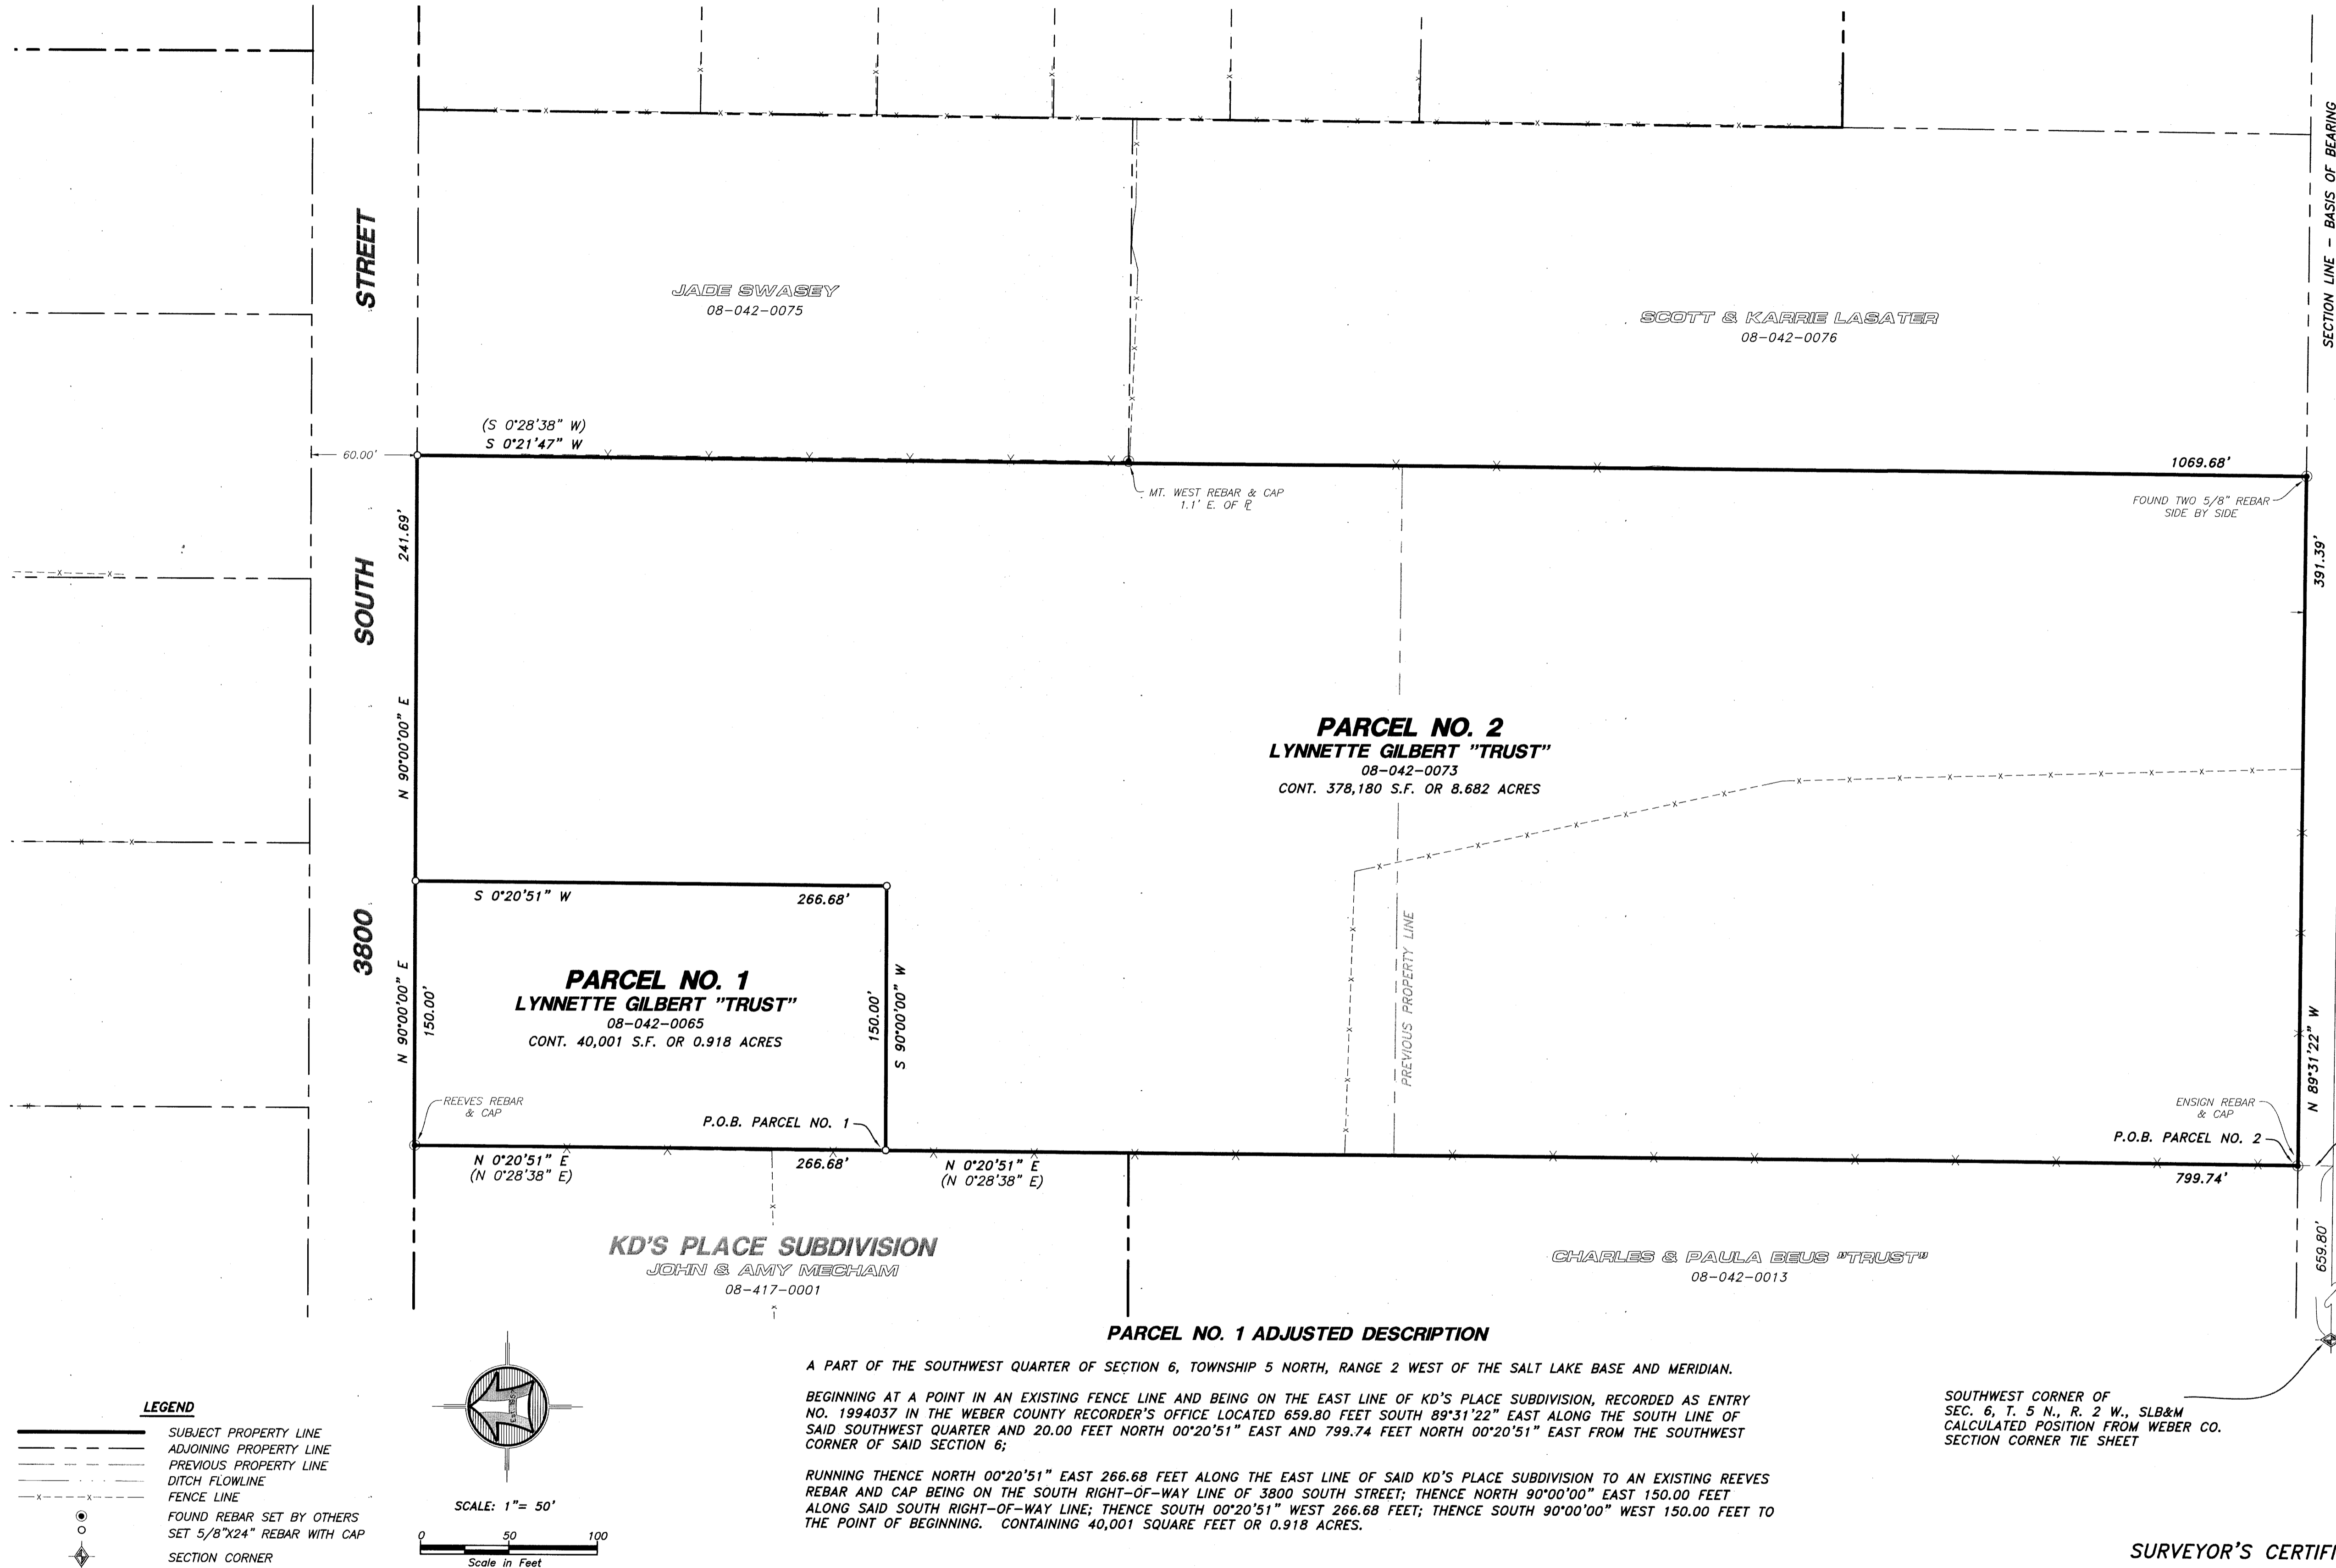 STREET
SOUTH
3800
SECTION LINE - BASIS OF BEARING
JADE SWASEY
08-042-0075
SCOTT & KARRIE LASATER
08-042-0076
(S 0°28'38" W)
S 0°21'47" W
60.00'
1069.68'
MT. WEST REBAR & CAP
1.1' E. OF ℄
FOUND TWO 5/8" REBAR
SIDE BY SIDE
241.69'
391.39'
N 90°00'00" E
PARCEL NO. 2
LYNNETTE GILBERT "TRUST"
08-042-0073
CONT. 378,180 S.F. OR 8.682 ACRES
S 0°20'51" W
266.68'
PREVIOUS PROPERTY LINE
PARCEL NO. 1
LYNNETTE GILBERT "TRUST"
08-042-0065
CONT. 40,001 S.F. OR 0.918 ACRES
N 90°00'00" E
150.00'
150.00'
S 90°00'00" W
N 89°31'22" W
REEVES REBAR
& CAP
P.O.B. PARCEL NO. 1
ENSIGN REBAR
& CAP
P.O.B. PARCEL NO. 2
N 0°20'51" E
(N 0°28'38" E)
266.68'
N 0°20'51" E
(N 0°28'38" E)
799.74'
659.80'
KD'S PLACE SUBDIVISION
JOHN & AMY MECHAM
08-417-0001
CHARLES & PAULA BEUS "TRUST"
08-042-0013
PARCEL NO. 1 ADJUSTED DESCRIPTION
A PART OF THE SOUTHWEST QUARTER OF SECTION 6, TOWNSHIP 5 NORTH, RANGE 2 WEST OF THE SALT LAKE BASE AND MERIDIAN.
BEGINNING AT A POINT IN AN EXISTING FENCE LINE AND BEING ON THE EAST LINE OF KD'S PLACE SUBDIVISION, RECORDED AS ENTRY
NO. 1994037 IN THE WEBER COUNTY RECORDER'S OFFICE LOCATED 659.80 FEET SOUTH 89°31'22" EAST ALONG THE SOUTH LINE OF
SAID SOUTHWEST QUARTER AND 20.00 FEET NORTH 00°20'51" EAST AND 799.74 FEET NORTH 00°20'51" EAST FROM THE SOUTHWEST
CORNER OF SAID SECTION 6;
RUNNING THENCE NORTH 00°20'51" EAST 266.68 FEET ALONG THE EAST LINE OF SAID KD'S PLACE SUBDIVISION TO AN EXISTING REEVES
REBAR AND CAP BEING ON THE SOUTH RIGHT-OF-WAY LINE OF 3800 SOUTH STREET; THENCE NORTH 90°00'00" EAST 150.00 FEET
ALONG SAID SOUTH RIGHT-OF-WAY LINE; THENCE SOUTH 00°20'51" WEST 266.68 FEET; THENCE SOUTH 90°00'00" WEST 150.00 FEET TO
THE POINT OF BEGINNING. CONTAINING 40,001 SQUARE FEET OR 0.918 ACRES.
SOUTHWEST CORNER OF
SEC. 6, T. 5 N., R. 2 W., SLB&M
CALCULATED POSITION FROM WEBER CO.
SECTION CORNER TIE SHEET
LEGEND
SUBJECT PROPERTY LINE
ADJOINING PROPERTY LINE
PREVIOUS PROPERTY LINE
DITCH FLOWLINE
FENCE LINE
FOUND REBAR SET BY OTHERS
SET 5/8"X24" REBAR WITH CAP
SECTION CORNER
SCALE: 1"= 50'
0 50 100
Scale in Feet
SURVEYOR'S CERTIFI